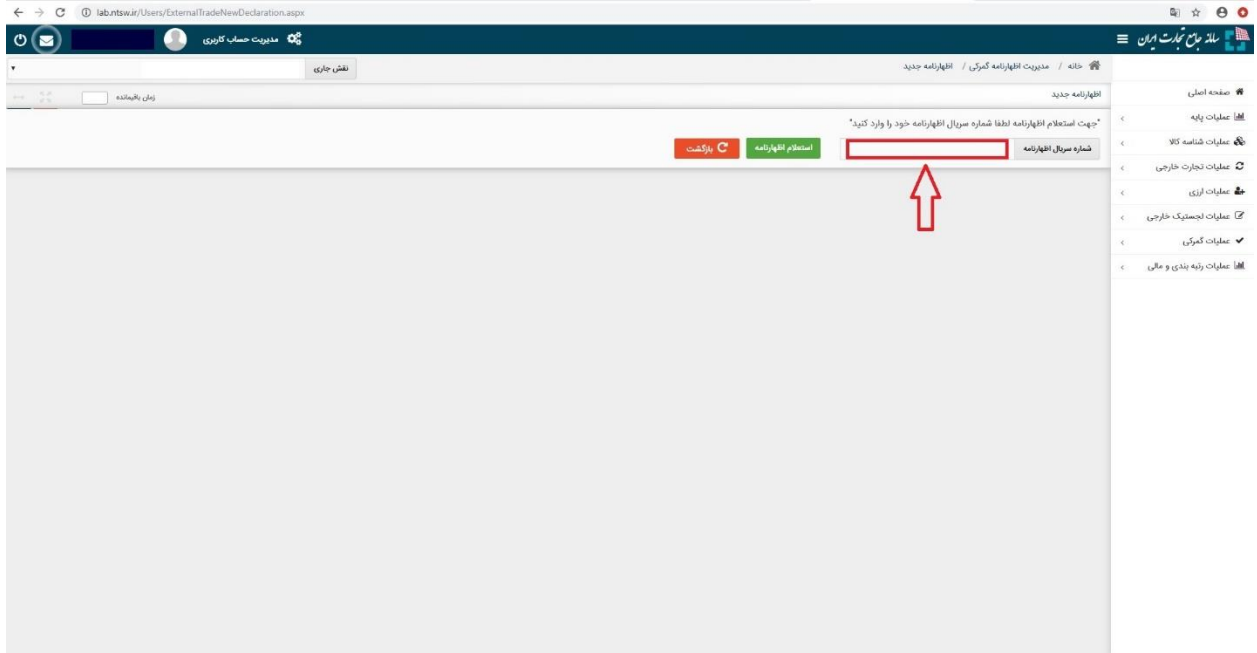 lab.ntsw.ir/Users/ExternalTradeNewDeclaration.aspx
سامانه جامع تجارت ایران
مدیریت حساب کاربری
خانه / مدیریت اظهارنامه گمرکی / اظهارنامه جدید
نقش جاری
اظهارنامه جدید
زمان باقیمانده
"جهت استعلام اظهارنامه لطفا شماره سریال اظهارنامه خود را وارد کنید"
شماره سریال اظهارنامه
استعلام اظهارنامه
بازگشت
صفحه اصلی
عملیات پایه
عملیات شناسه کالا
عملیات تجارت خارجی
عملیات ارزی
عملیات لجستیک خارجی
عملیات گمرکی
عملیات رتبه بندی و مالی